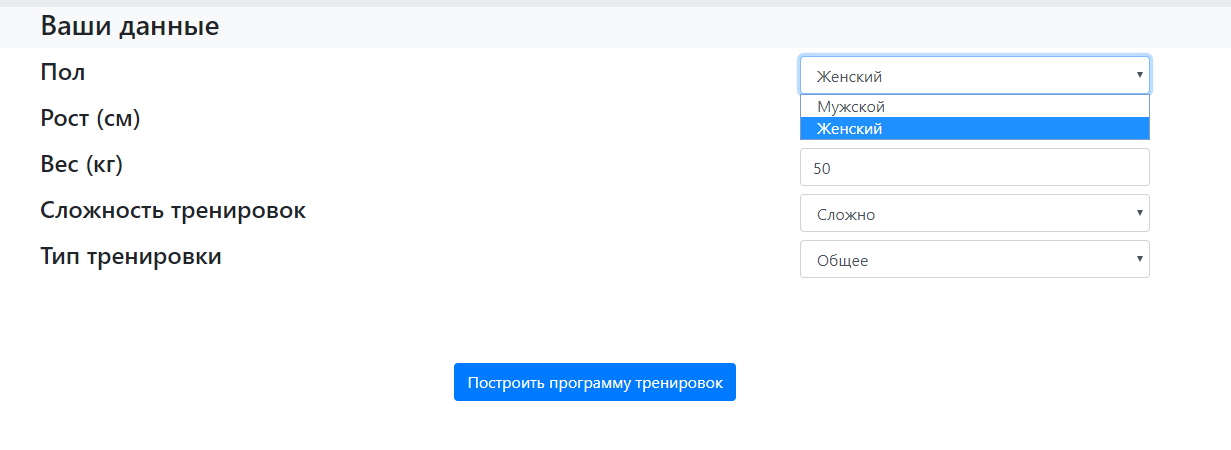 Ваши данные
Пол
Женский
Мужской
Женский
Рост (см)
Вес (кг)
50
Сложность тренировок
Сложно
Тип тренировки
Общее
Построить программу тренировок